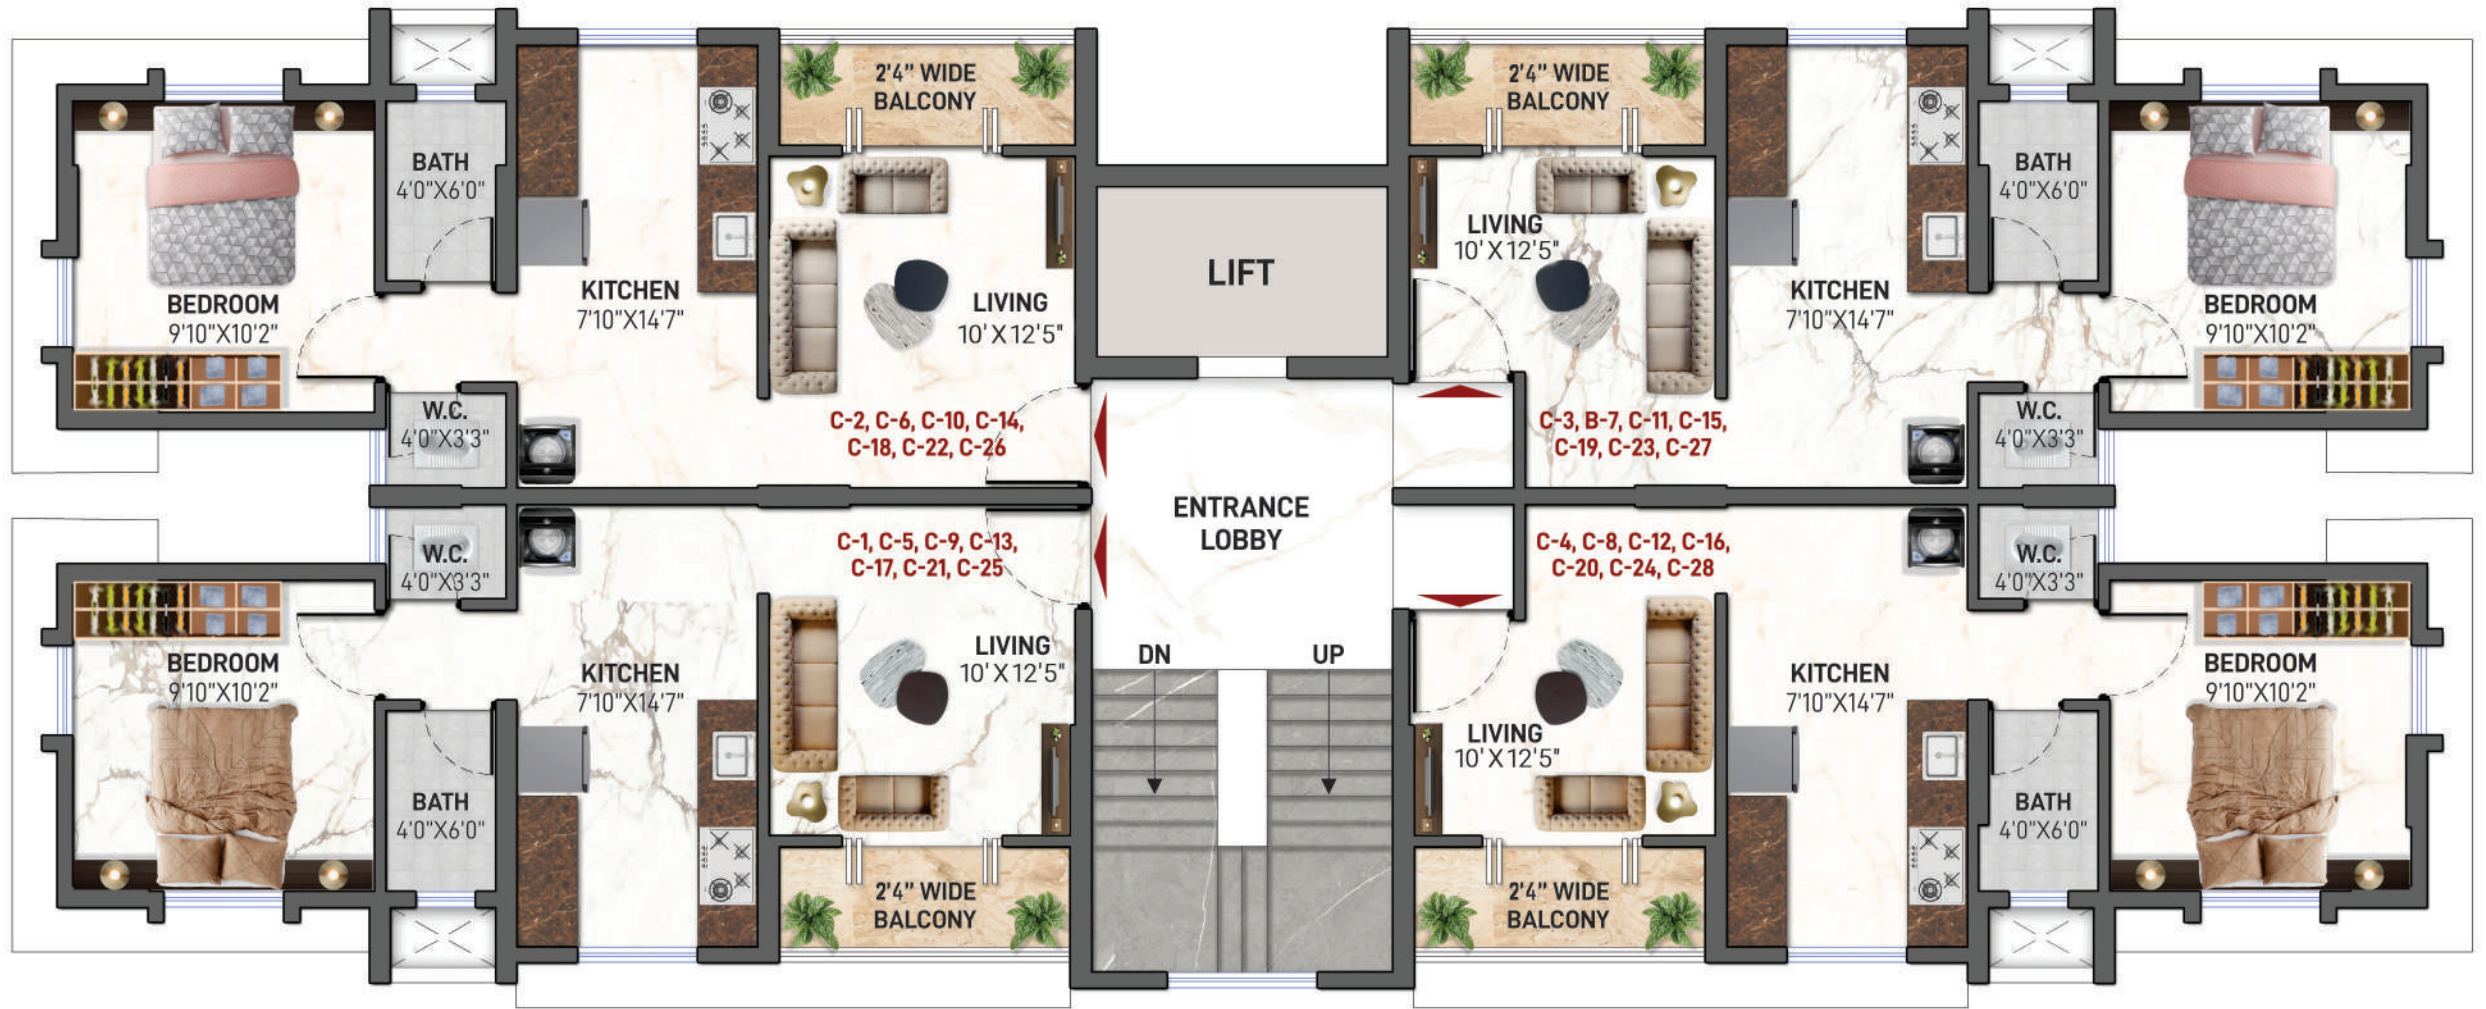 2'4” WIDE
BALCONY
2'4” WIDE
BALCONY
BATH
4'0"X6'0"
BATH
4'0"X6'0"
LIVING
10' X 12'5"
LIFT
BEDROOM
9'10"X10'2"
KITCHEN
7'10"X14'7"
LIVING
10' X 12'5"
KITCHEN
7'10"X14'7"
BEDROOM
9'10"X10'2"
W.C.
4'0"X3'3"
C-2, C-6, C-10, C-14,
C-18, C-22, C-26
C-3, B-7, C-11, C-15,
C-19, C-23, C-27
W.C.
4'0"X3'3"
ENTRANCE
LOBBY
W.C.
4'0"X3'3"
C-1, C-5, C-9, C-13,
C-17, C-21, C-25
C-4, C-8, C-12, C-16,
C-20, C-24, C-28
W.C.
4'0"X3'3"
BEDROOM
9'10"X10'2"
KITCHEN
7'10"X14'7"
LIVING
10' X 12'5"
DN
UP
LIVING
10' X 12'5"
KITCHEN
7'10"X14'7"
BEDROOM
9'10"X10'2"
BATH
4'0"X6'0"
BATH
4'0"X6'0"
2'4” WIDE
BALCONY
2'4” WIDE
BALCONY